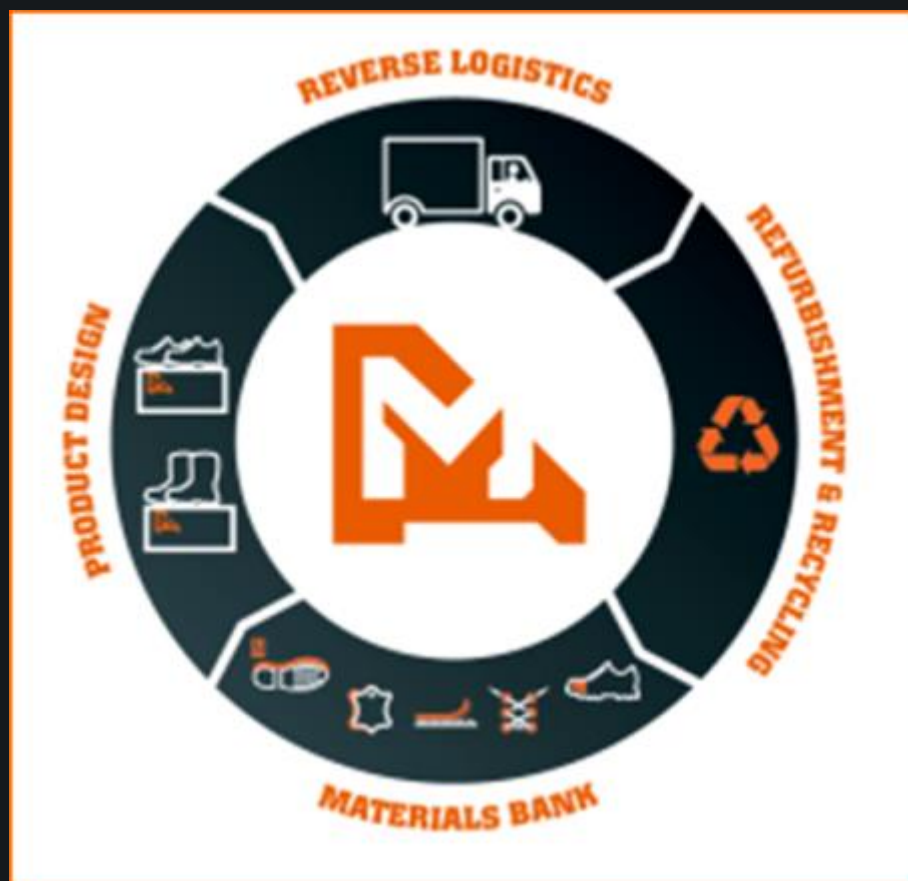 REVERSE LOGISTICS
REFURBISHMENT & RECYCLING
PRODUCT DESIGN
MATERIALS BANK